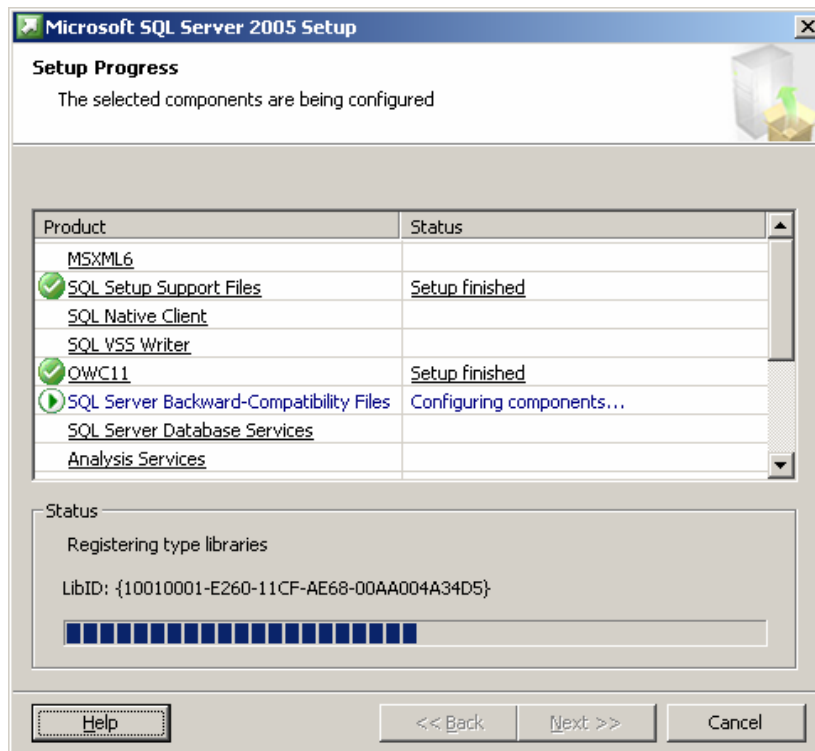 Microsoft SQL Server 2005 Setup
Setup Progress
The selected components are being configured
Product Status
MSXML6
SQL Setup Support Files Setup finished
SQL Native Client
SQL VSS Writer
OWC11 Setup finished
SQL Server Backward-Compatibility Files Configuring components...
SQL Server Database Services
Analysis Services
Status
Registering type libraries
LibID: {10010001-E260-11CF-AE68-00AA004A34D5}
Help << Back Next >> Cancel